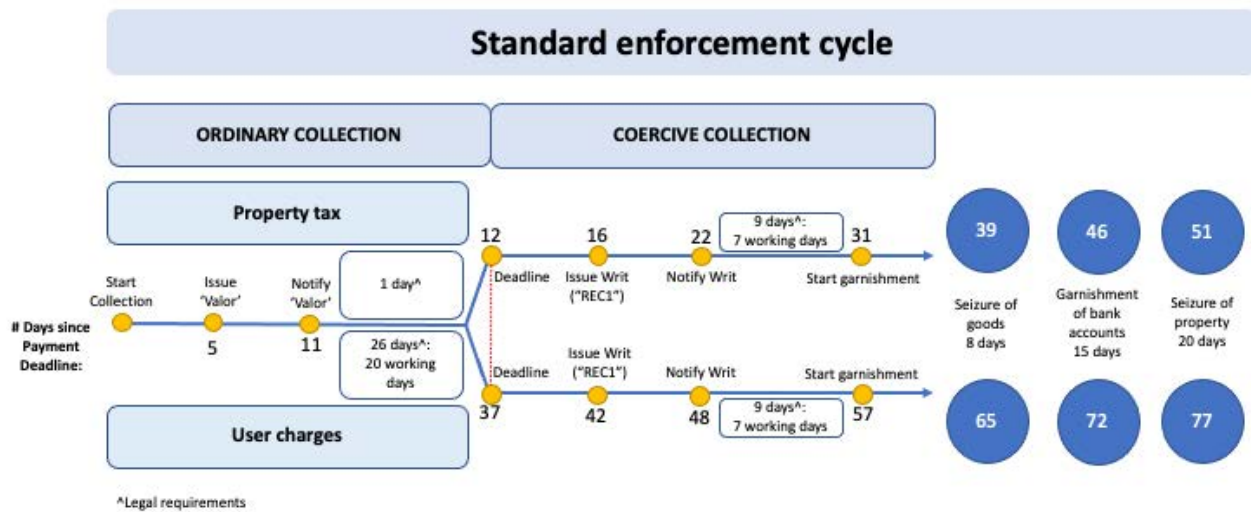 Standard enforcement cycle
ORDINARY COLLECTION
COERCIVE COLLECTION
Property tax
# Days since
Payment
Deadline:
Start
Collection
Issue
'Valor'
5
Notify
'Valor'
11
1 day^
26 days^:
20 working
days
12
Deadline
16
Issue Writ
("REC1")
22
Notify Writ
9 days^:
7 working days
31
Start garnishment
39
46
51
Seizure of
goods
8 days
Garnishment
of bank
accounts
15 days
Seizure of
property
20 days
Deadline
37
Issue Writ
("REC1")
42
Notify Writ
48
9 days^:
7 working days
Start garnishment
57
65
72
77
User charges
^Legal requirements